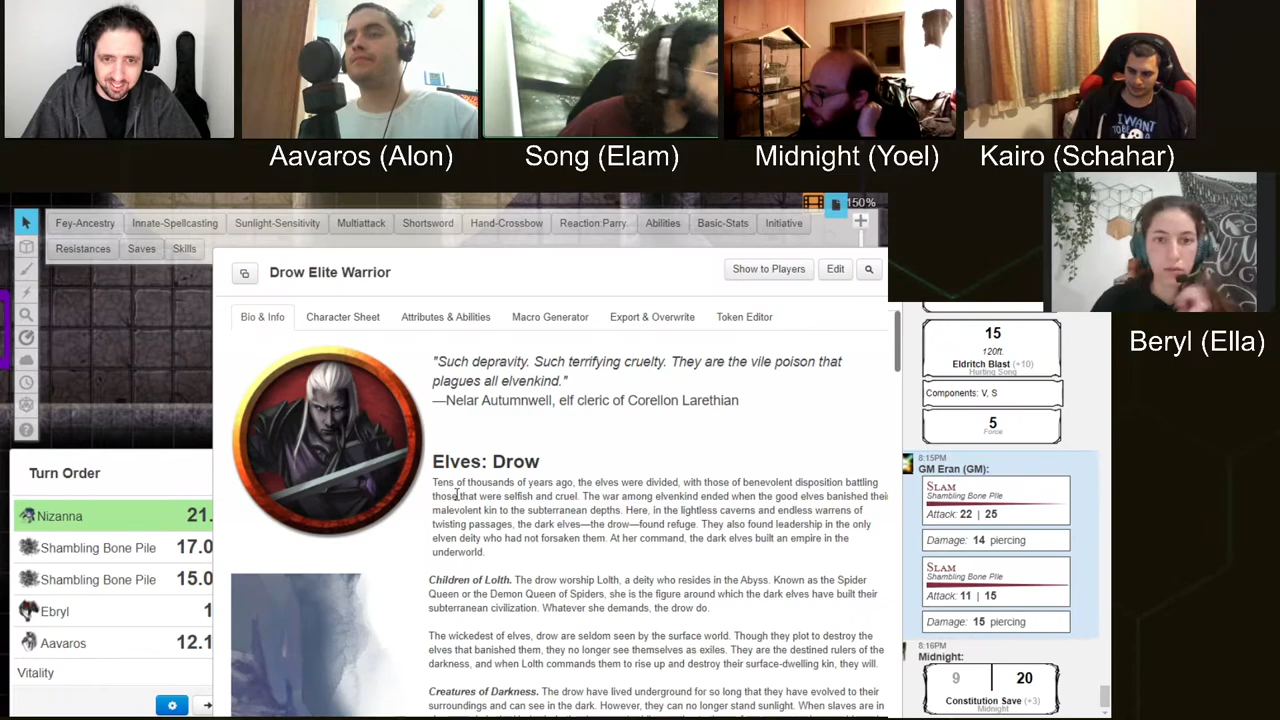 Aavaros (Alon)
Song (Elam)
Midnight (Yoel)
Kairo (Schahar)
I WANT
Beryl (Ella)
150%
Fey-Ancestry
Innate-Spellcasting
Sunlight-Sensitivity
Multiattack
Shortsword
Hand-Crossbow
Reaction:Parry.
Abilities
Basic-Stats
Initiative
Resistances
Saves
Skills
Drow Elite Warrior
Show to Players
Edit
Bio & Info
Character Sheet
Attributes & Abilities
Macro Generator
Export & Overwrite
Token Editor
"Such depravity. Such terrifying cruelty. They are the vile poison that
plagues all elvenkind."
—Nelar Autumnwell, elf cleric of Corellon Larethian
Elves: Drow
Tens of thousands of years ago, the elves were divided, with those of benevolent disposition battling
those that were selfish and cruel. The war among elvenkind ended when the good elves banished their
malevolent kin to the subterranean depths. Here, in the lightless caverns and endless warrens of
twisting passages, the dark elves—the drow—found refuge. They also found leadership in the only
elven deity who had not forsaken them. At her command, the dark elves built an empire in the
underworld.
Children of Lolth. The drow worship Lolth, a deity who resides in the Abyss. Known as the Spider
Queen or the Demon Queen of Spiders, she is the figure around which the dark elves have built their
subterranean civilization. Whatever she demands, the drow do.
The wickedest of elves, drow are seldom seen by the surface world. Though they plot to destroy the
elves that banished them, they no longer see themselves as exiles. They are the destined rulers of the
darkness, and when Lolth commands them to rise up and destroy their surface-dwelling kin, they will.
Creatures of Darkness. The drow have lived underground for so long that they have evolved to their
surroundings and can see in the dark. However, they can no longer stand sunlight. When slaves are in
Turn Order
Nizanna 21.
Shambling Bone Pile 17.0
Shambling Bone Pile 15.0
Ebryl 1
Aavaros 12.1
Vitality
15
120ft.
Eldritch Blast (+10)
Hurting Song
Components: V, S
5
Force
8:15PM
GM Eran (GM):
SLAM
Shambling Bone Pile
Attack: 22 | 25
Damage: 14 piercing
SLAM
Shambling Bone Pile
Attack: 11 | 15
Damage: 15 piercing
8:16PM
Midnight:
9 20
Constitution Save (+3)
Midnight